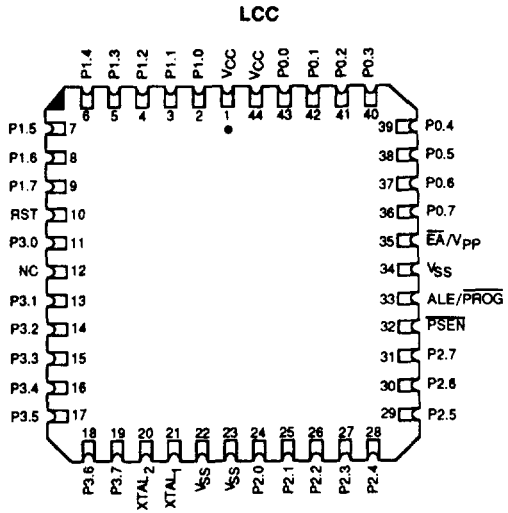 LCC
P1.4 P1.3 P1.2 P1.1 P1.0 VCC VCC P0.0 P0.1 P0.2 P0.3
6 5 4 3 2 1 44 43 42 41 40
P1.5 7
P1.6 8
P1.7 9
RST 10
P3.0 11
NC 12
P3.1 13
P3.2 14
P3.3 15
P3.4 16
P3.5 17
39 P0.4
38 P0.5
37 P0.6
36 P0.7
35 EA/VPP
34 VSS
33 ALE/PROG
32 PSEN
31 P2.7
30 P2.6
29 P2.5
18 19 20 21 22 23 24 25 26 27 28
P3.6 P3.7 XTAL2 XTAL1 VSS VSS P2.0 P2.1 P2.2 P2.3 P2.4